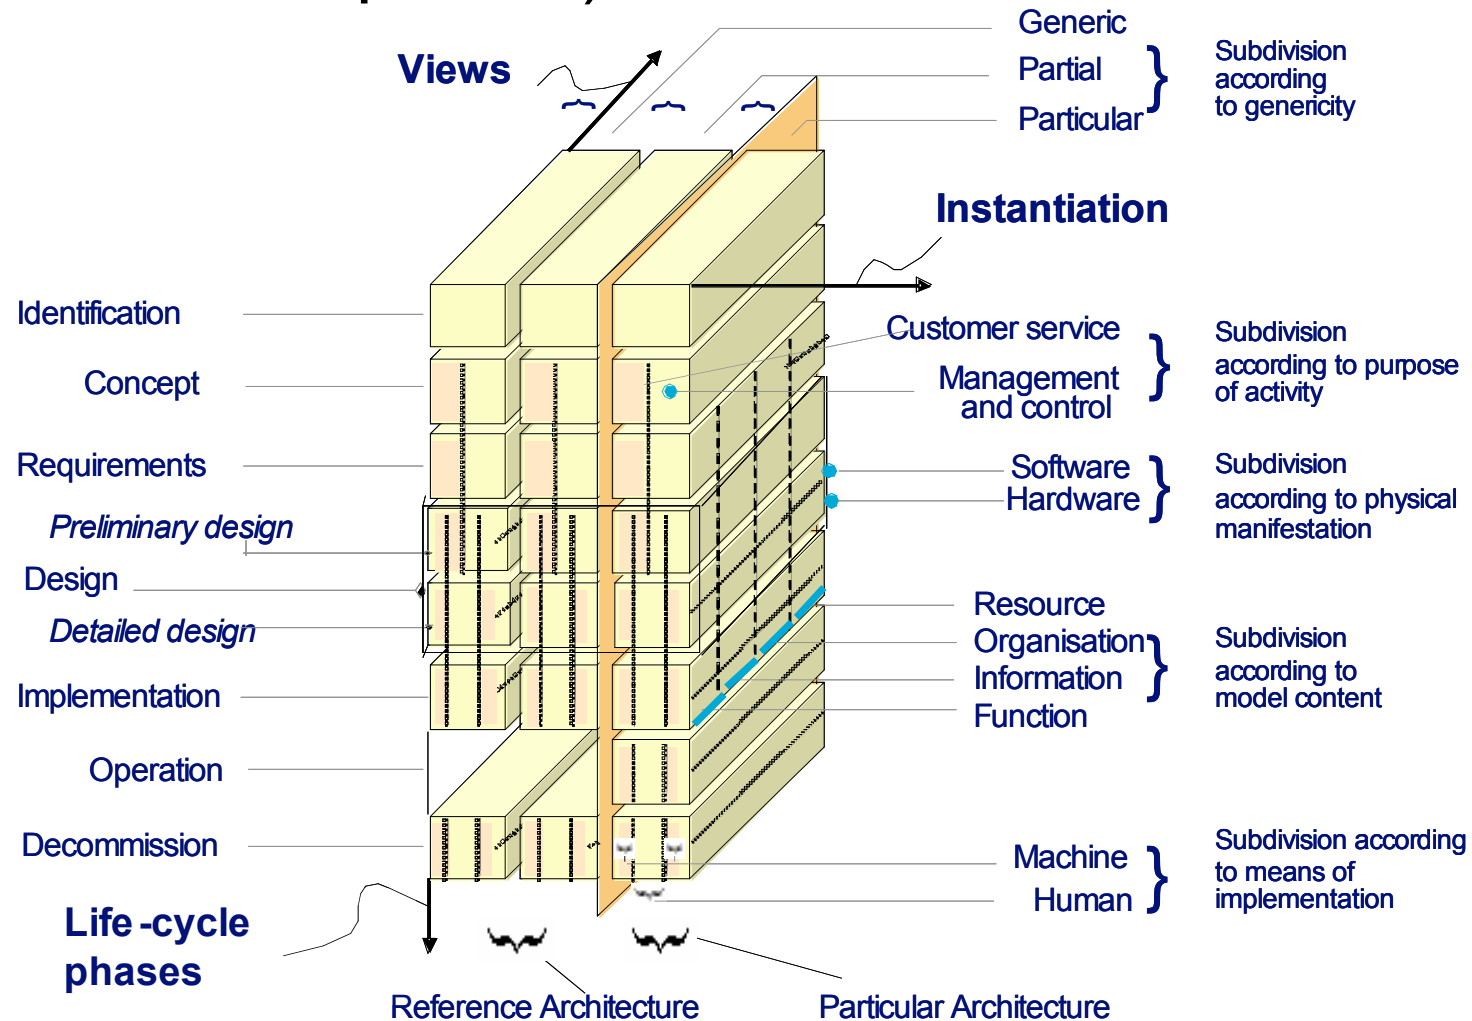 Generic
Views
Partial
Particular
Subdivision
according
to genericity
Instantiation
Identification
Customer service
Subdivision
according to purpose
of activity
Concept
Management
and control
Requirements
Software
Hardware
Subdivision
according to physical
manifestation
Preliminary design
Design
Detailed design
Resource
Organisation
Information
Function
Subdivision
according to
model content
Implementation
Operation
Decommission
Machine
Human
Subdivision according
to means of
implementation
Life-cycle
phases
Reference Architecture
Particular Architecture